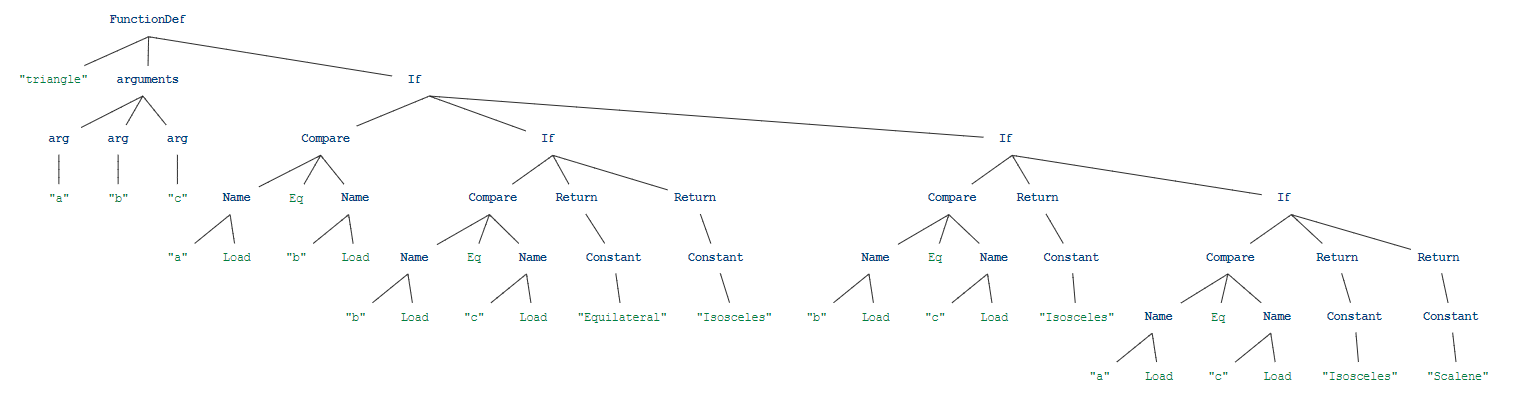 FunctionDef
"triangle" arguments If
arg arg arg Compare If If
"a" "b" "c" Name Eq Name Compare Return Return Compare Return If
"a" Load "b" Load Name Eq Name Constant Constant Name Eq Name Constant Compare Return Return
"b" Load "c" Load "Equilateral" "Isosceles" "b" Load "c" Load "Isosceles" Name Eq Name Constant Constant
"a" Load "c" Load "Isosceles" "Scalene"